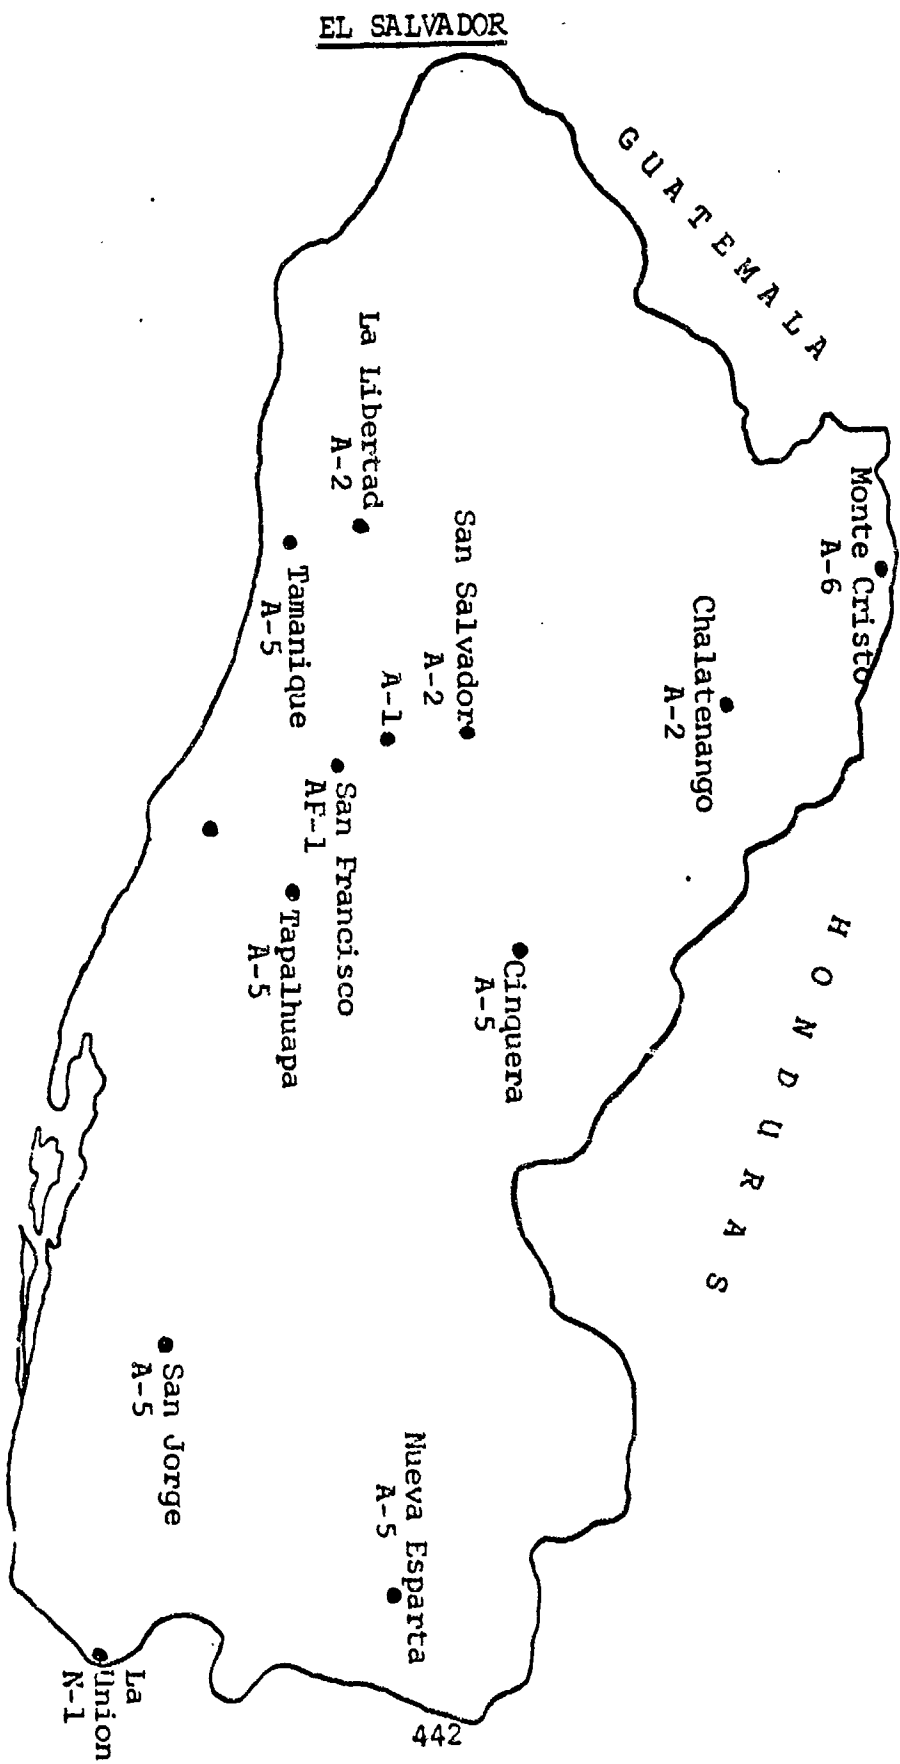 EL SALVADOR
GUATEMALA
HONDURAS
Monte Cristo
A-6
Chalatenango
A-2
San Salvador
A-2
A-1
La Libertad
A-2
Tamanique
A-5
San Francisco
AF-1
Tapalhuapa
A-5
Cinquera
A-5
San Jorge
A-5
Nueva Esparta
A-5
La
Union
N-1
442